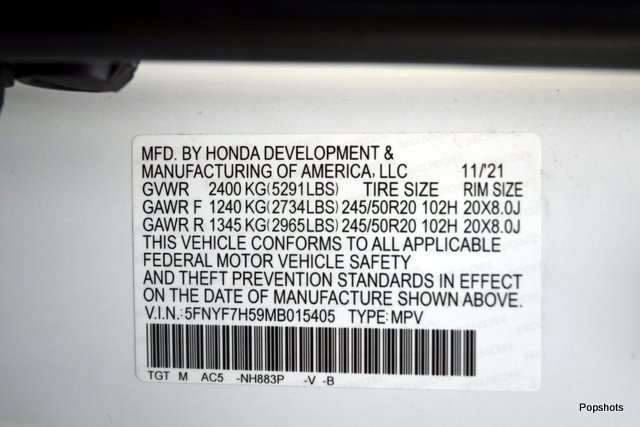 MFD. BY HONDA DEVELOPMENT &
MANUFACTURING OF AMERICA, LLC 11/'21
GVWR 2400 KG(5291LBS) TIRE SIZE RIM SIZE
GAWR F 1240 KG(2734LBS) 245/50R20 102H 20X8.0J
GAWR R 1345 KG(2965LBS) 245/50R20 102H 20X8.0J
THIS VEHICLE CONFORMS TO ALL APPLICABLE
FEDERAL MOTOR VEHICLE SAFETY
AND THEFT PREVENTION STANDARDS IN EFFECT
ON THE DATE OF MANUFACTURE SHOWN ABOVE.
V.I.N.: 5FNYF7H59MB015405 TYPE: MPV
TGT M AC5 -NH883P -V -B
Popshots